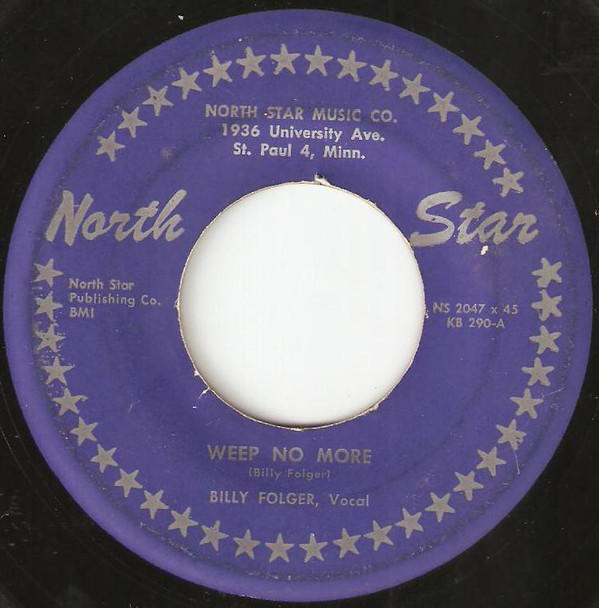 NORTH STAR MUSIC CO.
1936 University Ave.
St. Paul 4, Minn.
North Star
North Star
Publishing Co.
BMI
NS 2047 x 45
KB 290-A
WEEP NO MORE
(Billy Folger)
BILLY FOLGER, Vocal